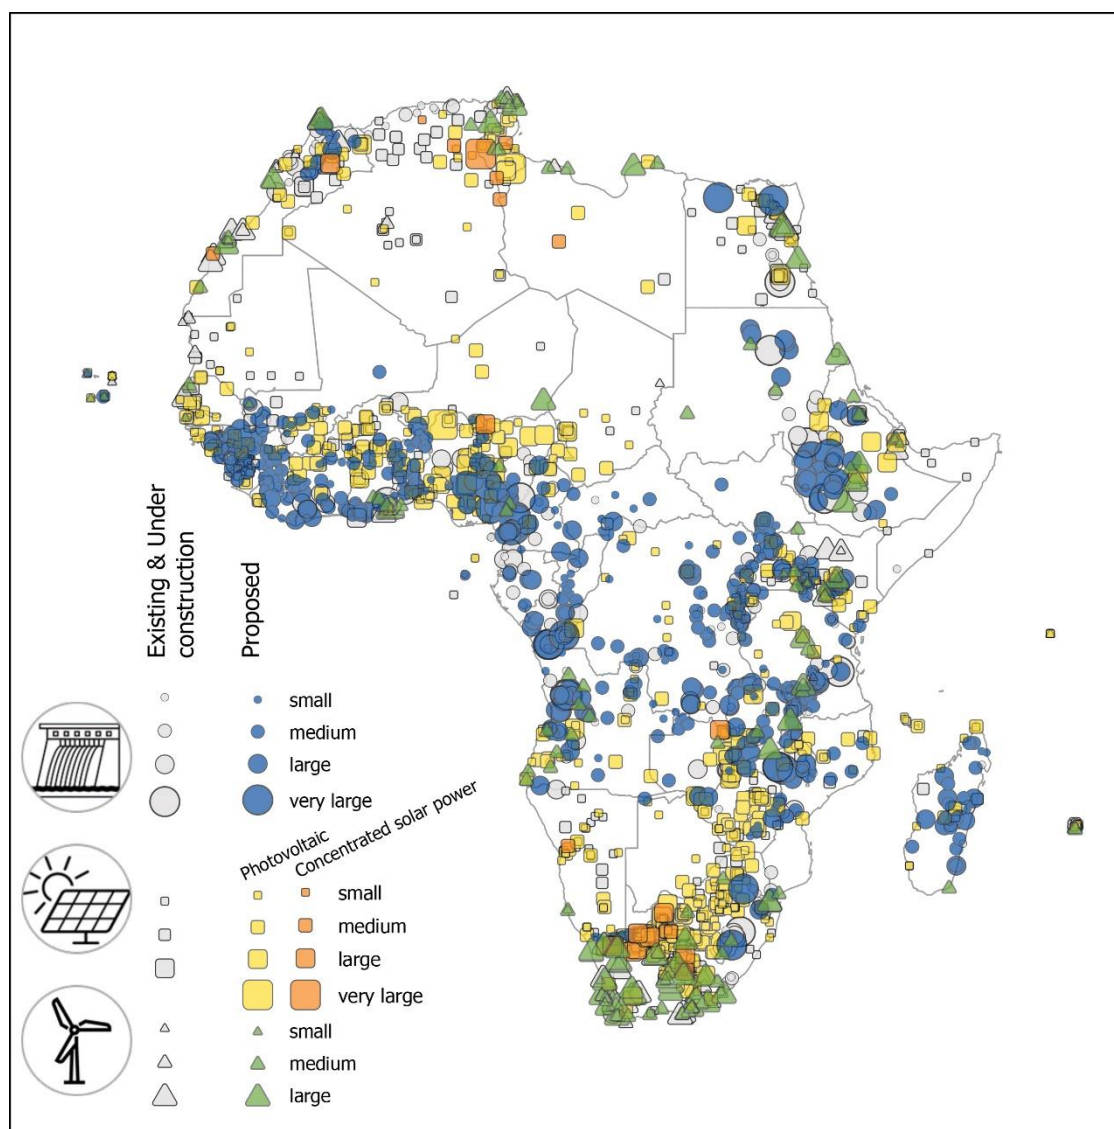 Existing & Under
construction
Proposed
small
medium
large
very large
Photovoltaic
Concentrated solar power
small
medium
large
very large
small
medium
large